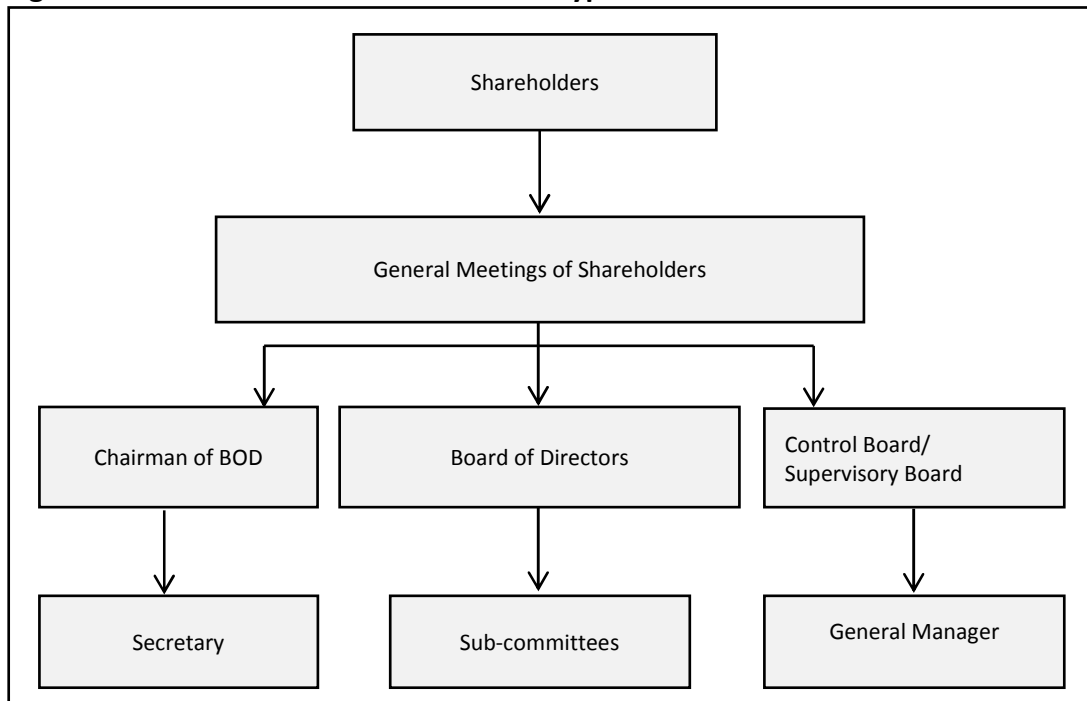 Shareholders
General Meetings of Shareholders
Chairman of BOD
Board of Directors
Control Board/
Supervisory Board
Secretary
Sub-committees
General Manager